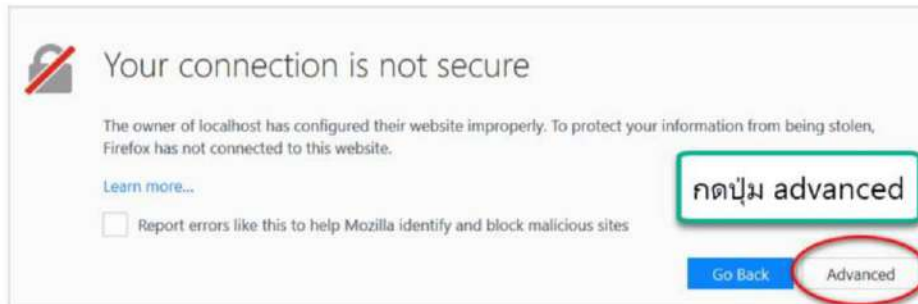 Your connection is not secure
The owner of localhost has configured their website improperly. To protect your information from being stolen,
Firefox has not connected to this website.
Learn more...
กดปุ่ม advanced
Report errors like this to help Mozilla identify and block malicious sites
Go Back
Advanced